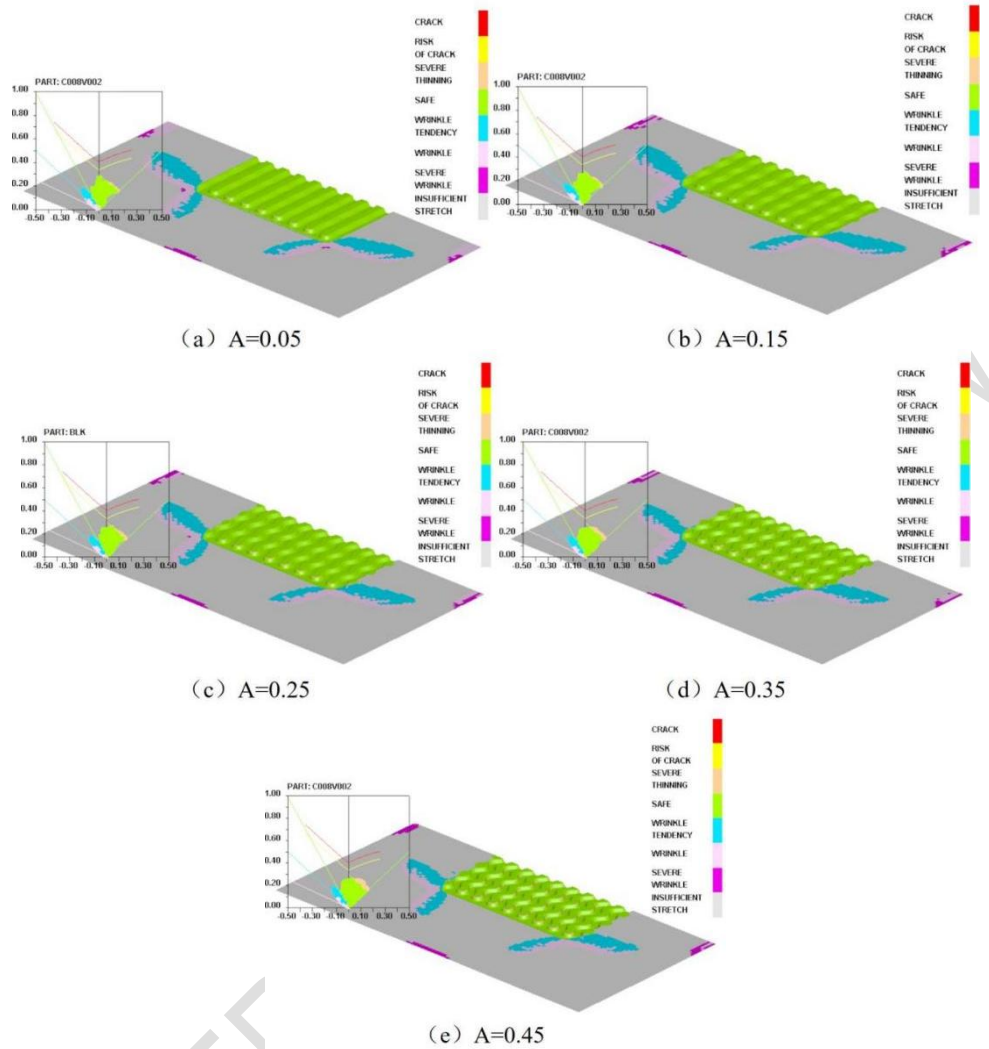 CRACK
RISK
OF CRACK
SEVERE
THINNING
SAFE
WRINKLE
TENDENCY
WRINKLE
SEVERE
WRINKLE
INSUFFICIENT
STRETCH
PART: C008V002
1.00
0.80
0.60
0.40
0.20
0.00
-0.50 -0.30 -0.10 0.10 0.30 0.50
(a) A=0.05
CRACK
RISK
OF CRACK
SEVERE
THINNING
SAFE
WRINKLE
TENDENCY
WRINKLE
SEVERE
WRINKLE
INSUFFICIENT
STRETCH
PART: C008V002
1.00
0.80
0.60
0.40
0.20
0.00
-0.50 -0.30 -0.10 0.10 0.30 0.50
(b) A=0.15
CRACK
RISK
OF CRACK
SEVERE
THINNING
SAFE
WRINKLE
TENDENCY
WRINKLE
SEVERE
WRINKLE
INSUFFICIENT
STRETCH
PART: BLK
1.00
0.80
0.60
0.40
0.20
0.00
-0.50 -0.30 -0.10 0.10 0.30 0.50
(c) A=0.25
CRACK
RISK
OF CRACK
SEVERE
THINNING
SAFE
WRINKLE
TENDENCY
WRINKLE
SEVERE
WRINKLE
INSUFFICIENT
STRETCH
PART: C008V002
1.00
0.80
0.60
0.40
0.20
0.00
-0.50 -0.30 -0.10 0.10 0.30 0.50
(d) A=0.35
CRACK
RISK
OF CRACK
SEVERE
THINNING
SAFE
WRINKLE
TENDENCY
WRINKLE
SEVERE
WRINKLE
INSUFFICIENT
STRETCH
PART: C008V002
1.00
0.80
0.60
0.40
0.20
0.00
-0.50 -0.30 -0.10 0.10 0.30 0.50
(e) A=0.45